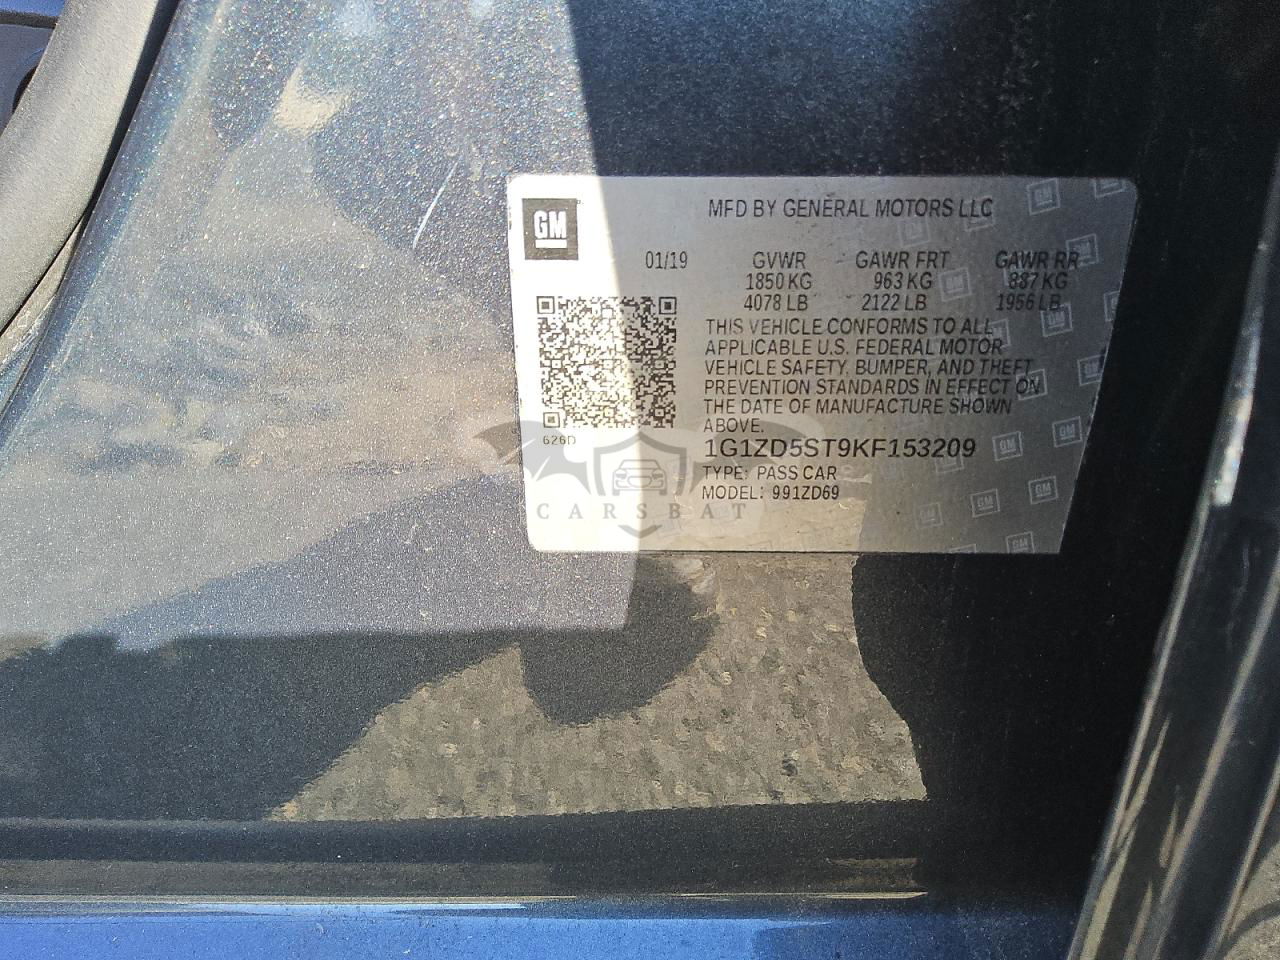 GM
MFD BY GENERAL MOTORS LLC
01/19 GVWR GAWR FRT GAWR RR
1850 KG 963 KG 887 KG
4078 LB 2122 LB 1956 LB
THIS VEHICLE CONFORMS TO ALL
APPLICABLE U.S. FEDERAL MOTOR
VEHICLE SAFETY, BUMPER, AND THEFT
PREVENTION STANDARDS IN EFFECT ON
THE DATE OF MANUFACTURE SHOWN
ABOVE.
626D
1G1ZD5ST9KF153209
TYPE: PASS CAR
MODEL: 991ZD69
CARSBAT